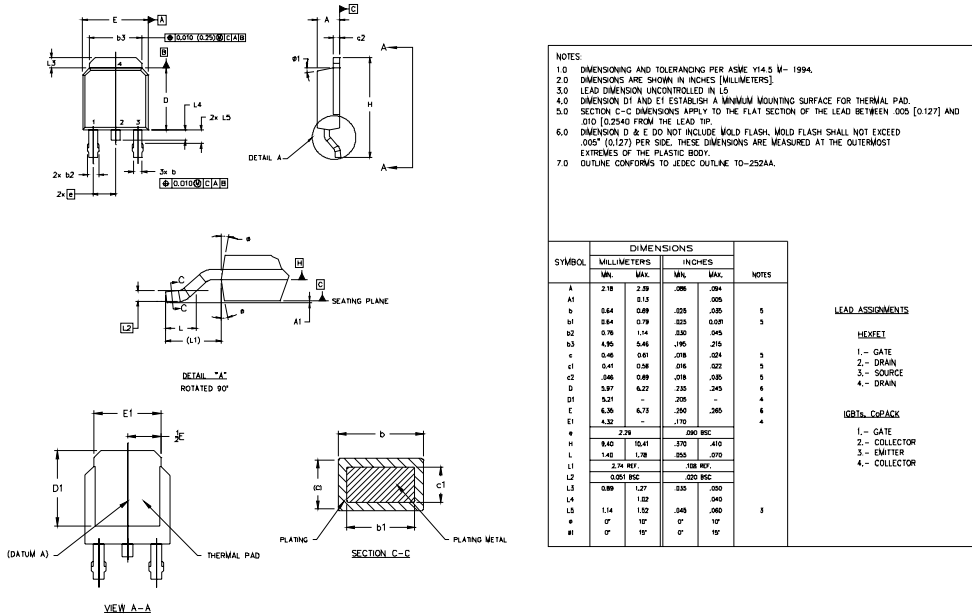 E
A
b3
⌖ 0.010 (0.25) Ⓜ C A B
B
L3
4
D
L4
2x L5
1 2 3
2x b2
3x b
⌖ 0.010 Ⓜ C A B
2x e
C
A
c2
A
ø1
H
DETAIL A
A
ø
C
C
H
C
SEATING PLANE
L2
L
(L1)
ø
A1
DETAIL "A"
ROTATED 90°
E1
½E
D1
(DATUM A)
THERMAL PAD
VIEW A-A
b
(c)
c1
b1
PLATING
PLATING METAL
SECTION C-C
NOTES:
1.0 DIMENSIONING AND TOLERANCING PER ASME Y14.5 M- 1994.
2.0 DIMENSIONS ARE SHOWN IN INCHES [MILLIMETERS].
3.0 LEAD DIMENSION UNCONTROLLED IN L5
4.0 DIMENSION D1 AND E1 ESTABLISH A MINIMUM MOUNTING SURFACE FOR THERMAL PAD.
5.0 SECTION C-C DIMENSIONS APPLY TO THE FLAT SECTION OF THE LEAD BETWEEN .005 [0.127] AND
.010 [0.2540] FROM THE LEAD TIP.
6.0 DIMENSION D & E DO NOT INCLUDE MOLD FLASH. MOLD FLASH SHALL NOT EXCEED
.005" (0.127) PER SIDE. THESE DIMENSIONS ARE MEASURED AT THE OUTERMOST
EXTREMES OF THE PLASTIC BODY.
7.0 OUTLINE CONFORMS TO JEDEC OUTLINE TO-252AA.
DIMENSIONS
SYMBOL MILLIMETERS INCHES
MIN. MAX. MIN. MAX. NOTES
A 2.18 2.39 .086 .094
A1 0.13 .005
b 0.64 0.89 .025 .035 5
b1 0.64 0.79 .025 0.031 5
b2 0.76 1.14 .030 .045
b3 4.95 5.46 .195 .215
c 0.46 0.61 .018 .024 5
c1 0.41 0.56 .016 .022 5
c2 .046 0.89 .018 .035 5
D 5.97 6.22 .235 .245 6
D1 5.21 - .205 - 4
E 6.35 6.73 .250 .265 6
E1 4.32 - .170 4
e 2.29 .090 BSC
H 9.40 10.41 .370 .410
L 1.40 1.78 .055 .070
L1 2.74 REF. .108 REF.
L2 0.051 BSC .020 BSC
L3 0.89 1.27 .035 .050
L4 1.02 .040
L5 1.14 1.52 .045 .060 3
ø 0° 10° 0° 10°
ø1 0° 15° 0° 15°
LEAD ASSIGNMENTS
HEXFET
1.- GATE
2.- DRAIN
3.- SOURCE
4.- DRAIN
IGBTs, CoPACK
1.- GATE
2.- COLLECTOR
3.- EMITTER
4.- COLLECTOR